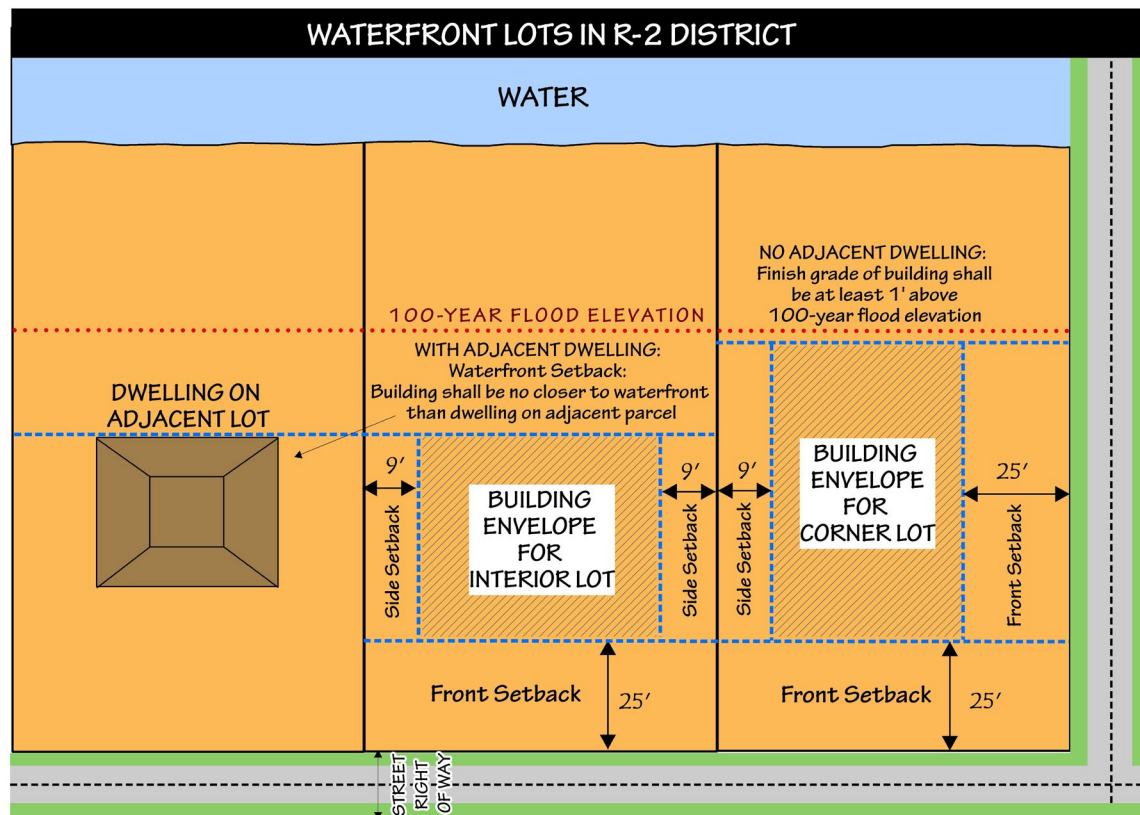 WATERFRONT LOTS IN R-2 DISTRICT
WATER
NO ADJACENT DWELLING:
Finish grade of building shall
be at least 1' above
100-year flood elevation
100-YEAR FLOOD ELEVATION
WITH ADJACENT DWELLING:
Waterfront Setback:
Building shall be no closer to waterfront
than dwelling on adjacent parcel
DWELLING ON
ADJACENT LOT
9'
Side Setback
BUILDING
ENVELOPE
FOR
INTERIOR LOT
9'
Side Setback
9'
Side Setback
BUILDING
ENVELOPE
FOR
CORNER LOT
25'
Front Setback
Front Setback
25'
Front Setback
25'
STREET
RIGHT
OF WAY